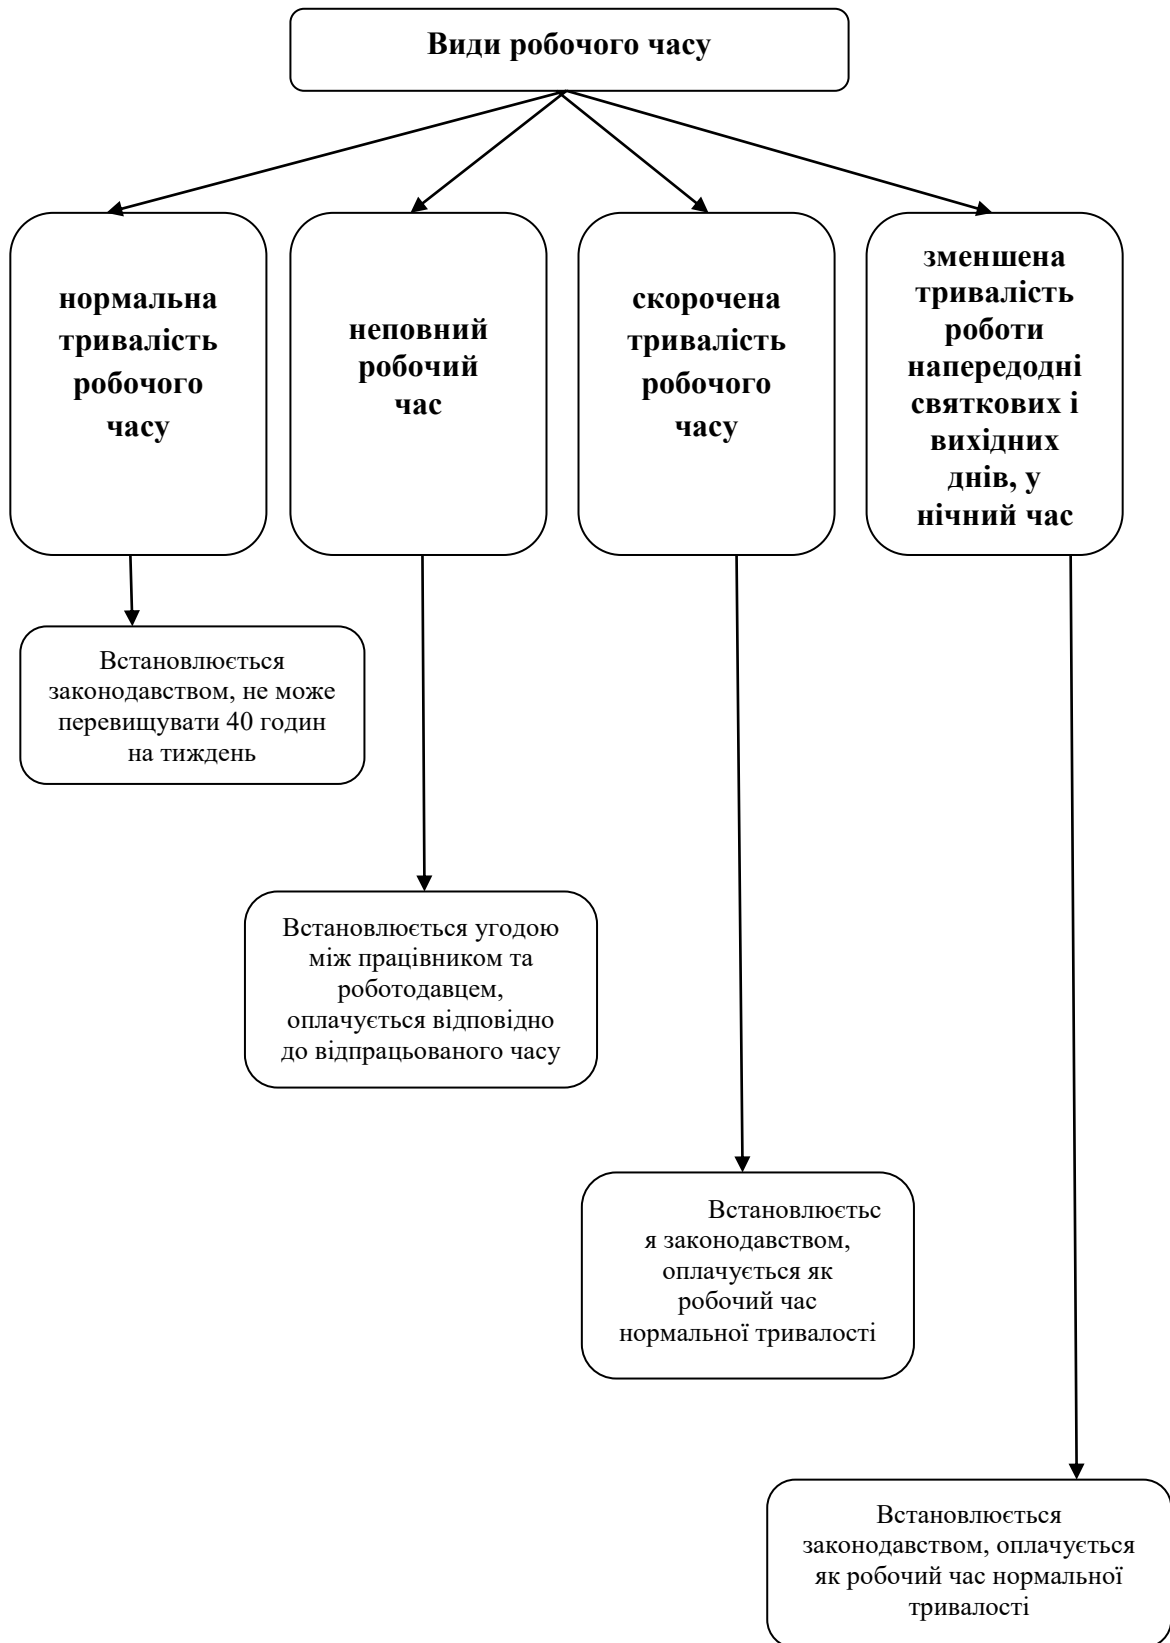 Види робочого часу
нормальна
тривалість
робочого
часу
неповний
робочий
час
скорочена
тривалість
робочого
часу
зменшена
тривалість
роботи
напередодні
святкових і
вихідних
днів, у
нічний час
Встановлюється
законодавством, не може
перевищувати 40 годин
на тиждень
Встановлюється угодою
між працівником та
роботодавцем,
оплачується відповідно
до відпрацьованого часу
Встановлюєтьс
я законодавством,
оплачується як
робочий час
нормальної тривалості
Встановлюється
законодавством, оплачується
як робочий час нормальної
тривалості